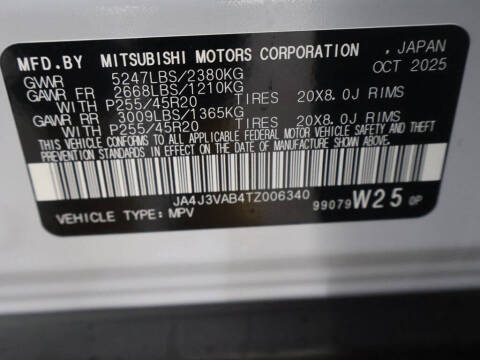 MFD.BY MITSUBISHI MOTORS CORPORATION , JAPAN
GVWR 5247LBS/2380KG OCT 2025
GAWR FR 2668LBS/1210KG
WITH P255/45R20 TIRES 20X8.0J RIMS
GAWR RR 3009LBS/1365KG
WITH P255/45R20 TIRES 20X8.0J RIMS
THIS VEHICLE CONFORMS TO ALL APPLICABLE FEDERAL MOTOR VEHICLE SAFETY AND THEFT
PREVENTION STANDARDS IN EFFECT ON THE DATE OF MANUFACTURE SHOWN ABOVE.
JA4J3VAB4TZ006340
VEHICLE TYPE: MPV 99079 W25 0P